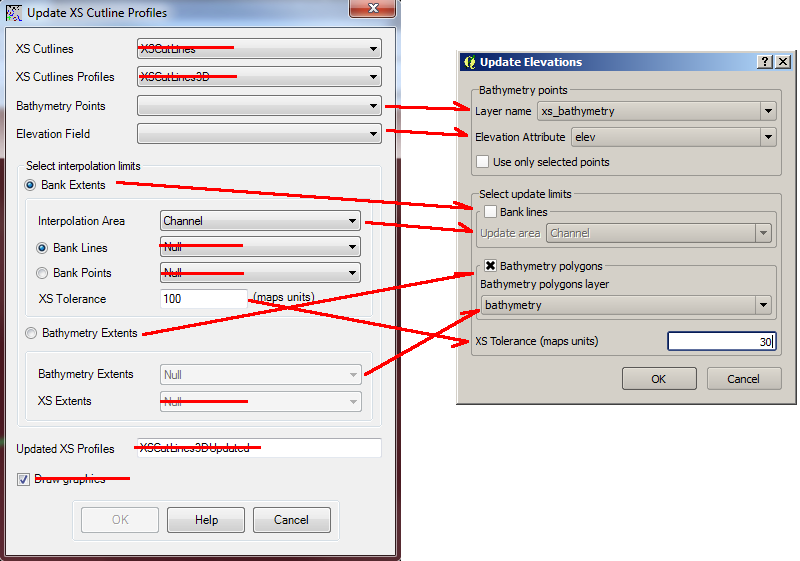 Update XS Cutline Profiles
XS Cutlines
XSCutLines
XS Cutlines Profiles
XSCutLines3D
Bathymetry Points
Elevation Field
Select interpolation limits
Bank Extents
Interpolation Area
Channel
Bank Lines
Null
Bank Points
Null
XS Tolerance
100
(maps units)
Bathymetry Extents
Bathymetry Extents
Null
XS Extents
Null
Updated XS Profiles
XSCutLines3DUpdated
Draw graphics
OK
Help
Cancel
Update Elevations
Bathymetry points
Layer name
xs_bathymetry
Elevation Attribute
elev
Use only selected points
Select update limits
Bank lines
Update area
Channel
Bathymetry polygons
Bathymetry polygons layer
bathymetry
XS Tolerance (maps units)
30
OK
Cancel